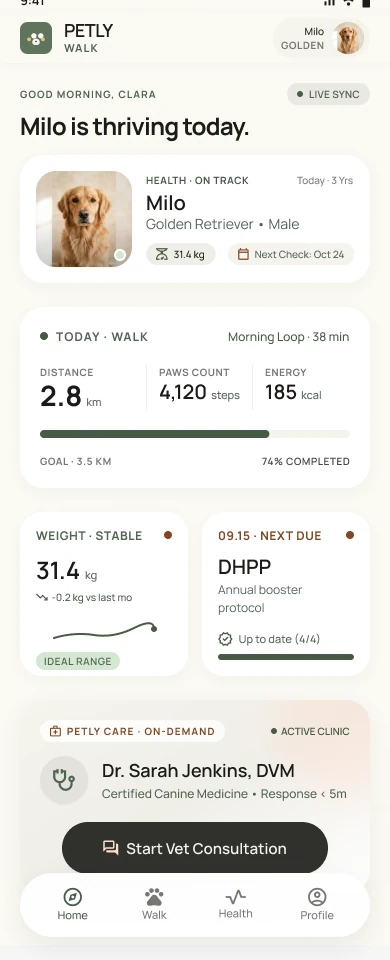 9:41
PETLY
WALK
Milo
GOLDEN
GOOD MORNING, CLARA
LIVE SYNC
Milo is thriving today.
HEALTH · ON TRACK
Today · 3 Yrs
Milo
Golden Retriever • Male
31.4 kg
Next Check: Oct 24
TODAY · WALK
Morning Loop · 38 min
DISTANCE
2.8 km
PAWS COUNT
4,120 steps
ENERGY
185 kcal
GOAL · 3.5 KM
74% COMPLETED
WEIGHT · STABLE
31.4 kg
-0.2 kg vs last mo
IDEAL RANGE
09.15 · NEXT DUE
DHPP
Annual booster
protocol
Up to date (4/4)
PETLY CARE · ON-DEMAND
ACTIVE CLINIC
Dr. Sarah Jenkins, DVM
Certified Canine Medicine • Response < 5m
Start Vet Consultation
Home
Walk
Health
Profile